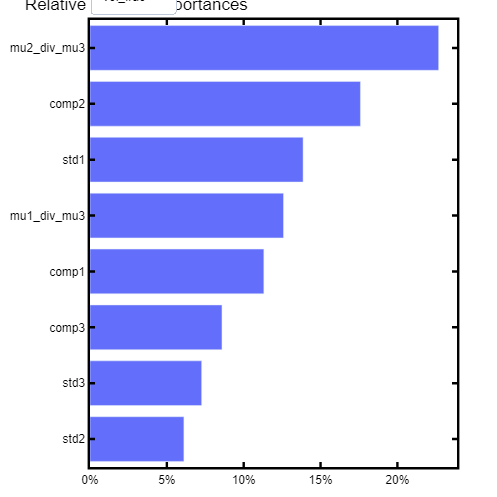 Relative portances
mu2_div_mu3
comp2
std1
mu1_div_mu3
comp1
comp3
std3
std2
0% 5% 10% 15% 20%